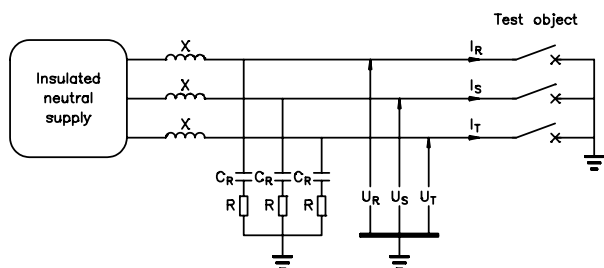 Test object
X
I_R
Insulated
neutral
supply
X
I_S
X
I_T
C_R C_R C_R
R R R
U_R U_S U_T